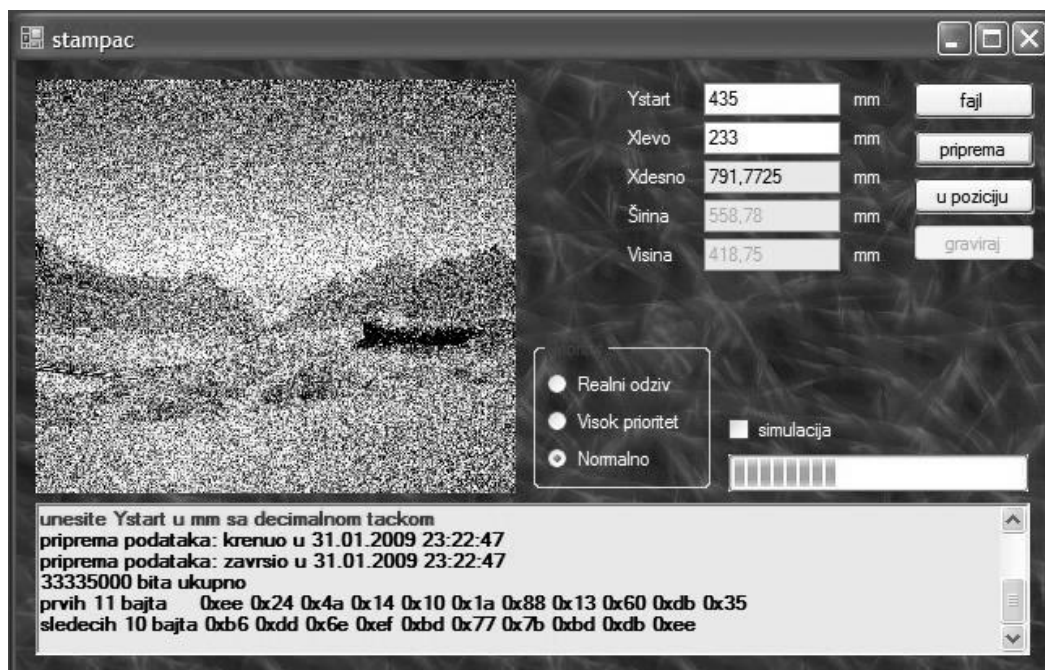 stampac
Ystart 435 mm fajl
Xlevo 233 mm priprema
Xdesno 791,7725 mm u poziciju
Širina 558,78 mm
Visina 418,75 mm graviraj
Realni odziv
Visok prioritet
Normalno
simulacija
unesite Ystart u mm sa decimalnom tackom
priprema podataka: krenuo u 31.01.2009 23:22:47
priprema podataka: zavrsio u 31.01.2009 23:22:47
33335000 bita ukupno
prvih 11 bajta 0xee 0x24 0x4a 0x14 0x10 0x1a 0x88 0x13 0x60 0xdb 0x35
sledecih 10 bajta 0xb6 0xdd 0x6e 0xef 0xbd 0x77 0x7b 0xbd 0xdb 0xee